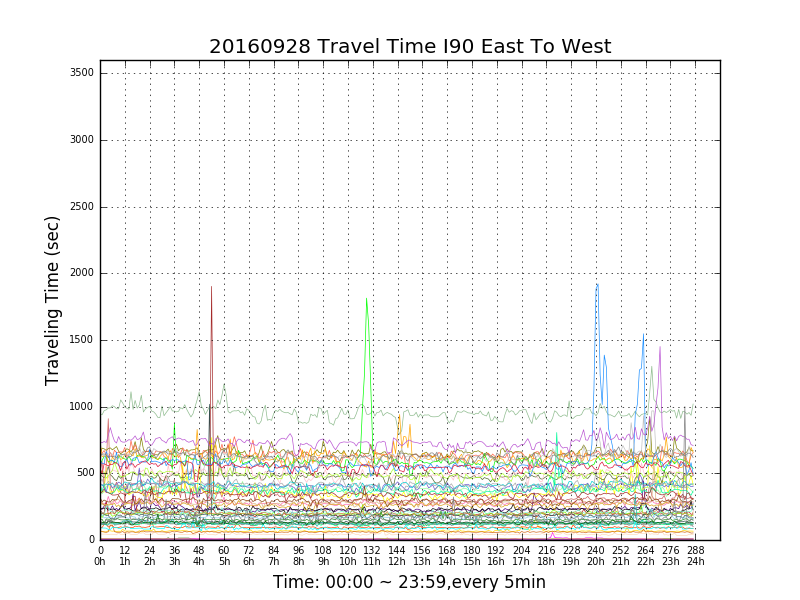 20160928 Travel Time I90 East To West
Traveling Time (sec)
3500
3000
2500
2000
1500
1000
500
0
0 12 24 36 48 60 72 84 96 108 120 132 144 156 168 180 192 204 216 228 240 252 264 276 288
0h 1h 2h 3h 4h 5h 6h 7h 8h 9h 10h 11h 12h 13h 14h 15h 16h 17h 18h 19h 20h 21h 22h 23h 24h
Time: 00:00 ~ 23:59,every 5min